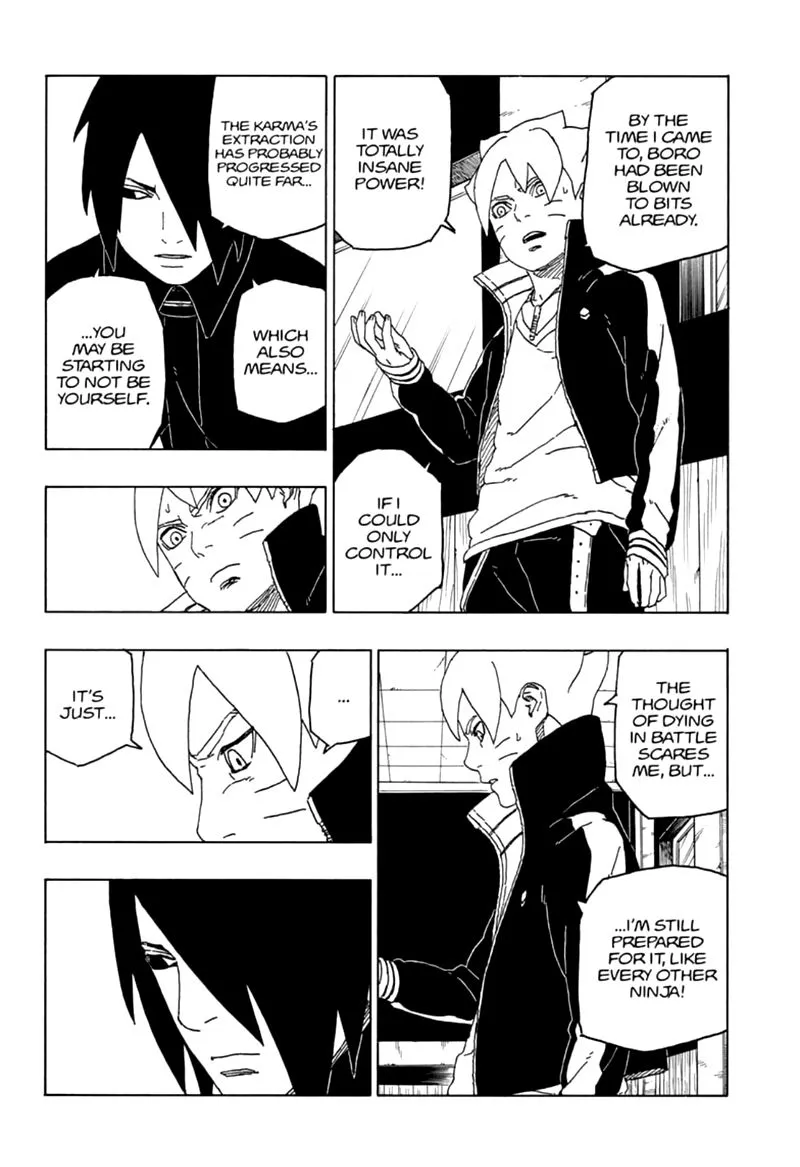 BY THE
TIME I CAME
TO, BORO
HAD BEEN
BLOWN
TO BITS
ALREADY.
IT WAS
TOTALLY
INSANE
POWER!
IF I
COULD
ONLY
CONTROL
IT...
THE KARMA'S
EXTRACTION
HAS PROBABLY
PROGRESSED
QUITE FAR...
WHICH
ALSO
MEANS...
...YOU
MAY BE
STARTING
TO NOT BE
YOURSELF.
THE
THOUGHT
OF DYING
IN BATTLE
SCARES
ME, BUT...
...I'M STILL
PREPARED
FOR IT, LIKE
EVERY OTHER
NINJA!
...
IT'S
JUST...